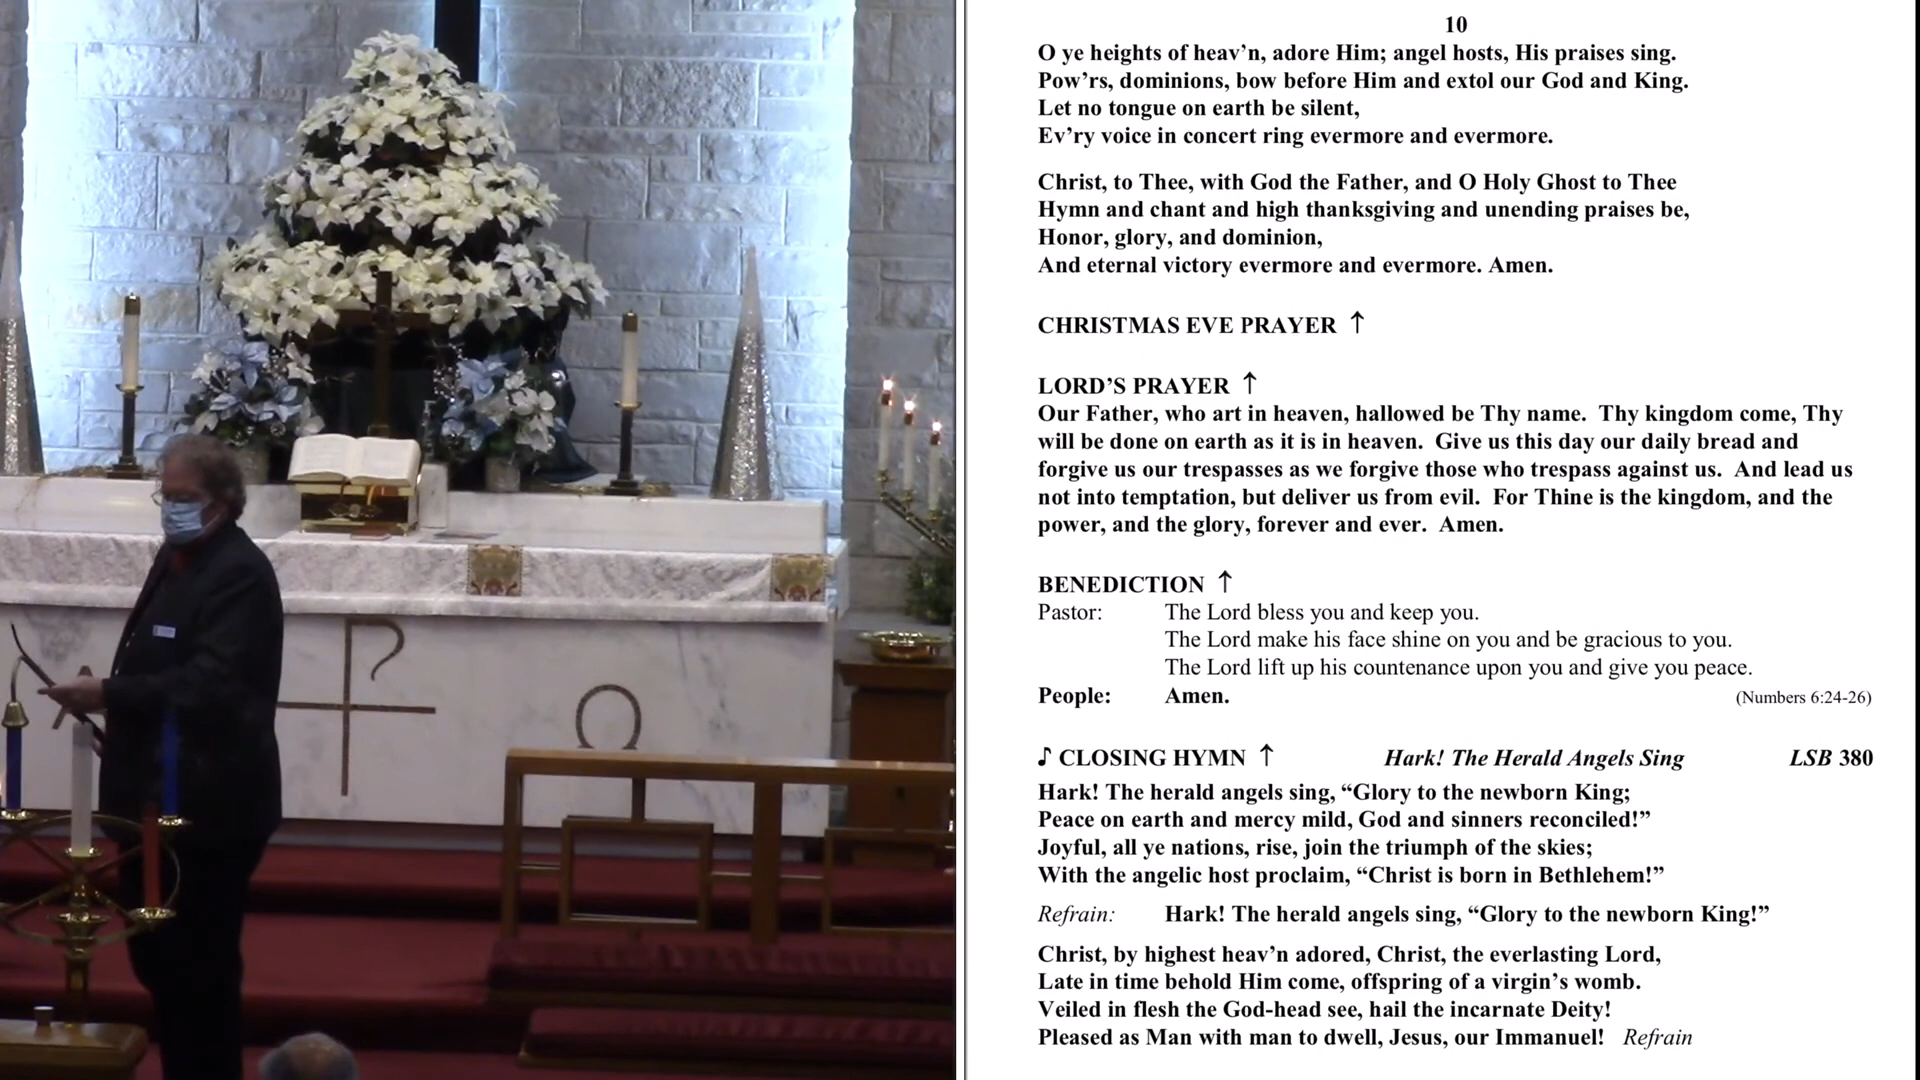 10
O ye heights of heav’n, adore Him; angel hosts, His praises sing.
Pow’rs, dominions, bow before Him and extol our God and King.
Let no tongue on earth be silent,
Ev’ry voice in concert ring evermore and evermore.
Christ, to Thee, with God the Father, and O Holy Ghost to Thee
Hymn and chant and high thanksgiving and unending praises be,
Honor, glory, and dominion,
And eternal victory evermore and evermore. Amen.
CHRISTMAS EVE PRAYER ↑
LORD’S PRAYER ↑
Our Father, who art in heaven, hallowed be Thy name. Thy kingdom come, Thy
will be done on earth as it is in heaven. Give us this day our daily bread and
forgive us our trespasses as we forgive those who trespass against us. And lead us
not into temptation, but deliver us from evil. For Thine is the kingdom, and the
power, and the glory, forever and ever. Amen.
BENEDICTION ↑
Pastor: The Lord bless you and keep you.
The Lord make his face shine on you and be gracious to you.
The Lord lift up his countenance upon you and give you peace.
People: Amen. (Numbers 6:24-26)
♪ CLOSING HYMN ↑ Hark! The Herald Angels Sing LSB 380
Hark! The herald angels sing, “Glory to the newborn King;
Peace on earth and mercy mild, God and sinners reconciled!”
Joyful, all ye nations, rise, join the triumph of the skies;
With the angelic host proclaim, “Christ is born in Bethlehem!”
Refrain: Hark! The herald angels sing, “Glory to the newborn King!”
Christ, by highest heav’n adored, Christ, the everlasting Lord,
Late in time behold Him come, offspring of a virgin’s womb.
Veiled in flesh the God-head see, hail the incarnate Deity!
Pleased as Man with man to dwell, Jesus, our Immanuel! Refrain